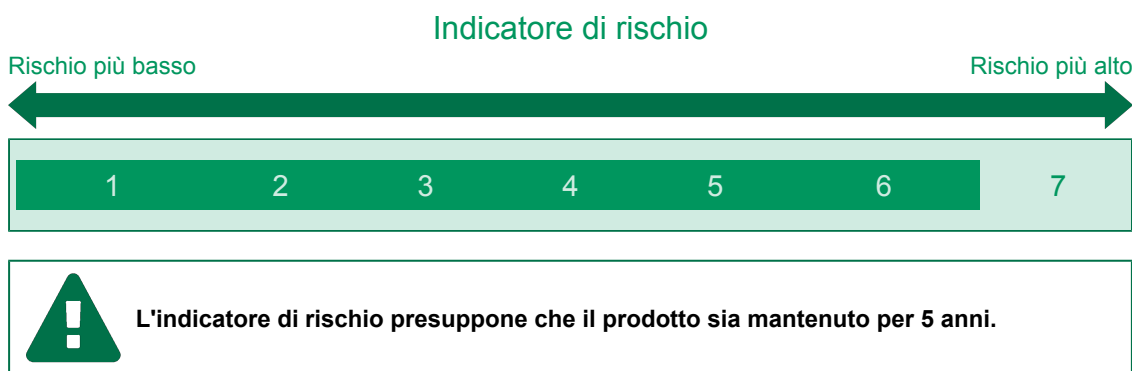 Indicatore di rischio
Rischio più basso Rischio più alto
1 2 3 4 5 6 7
L'indicatore di rischio presuppone che il prodotto sia mantenuto per 5 anni.